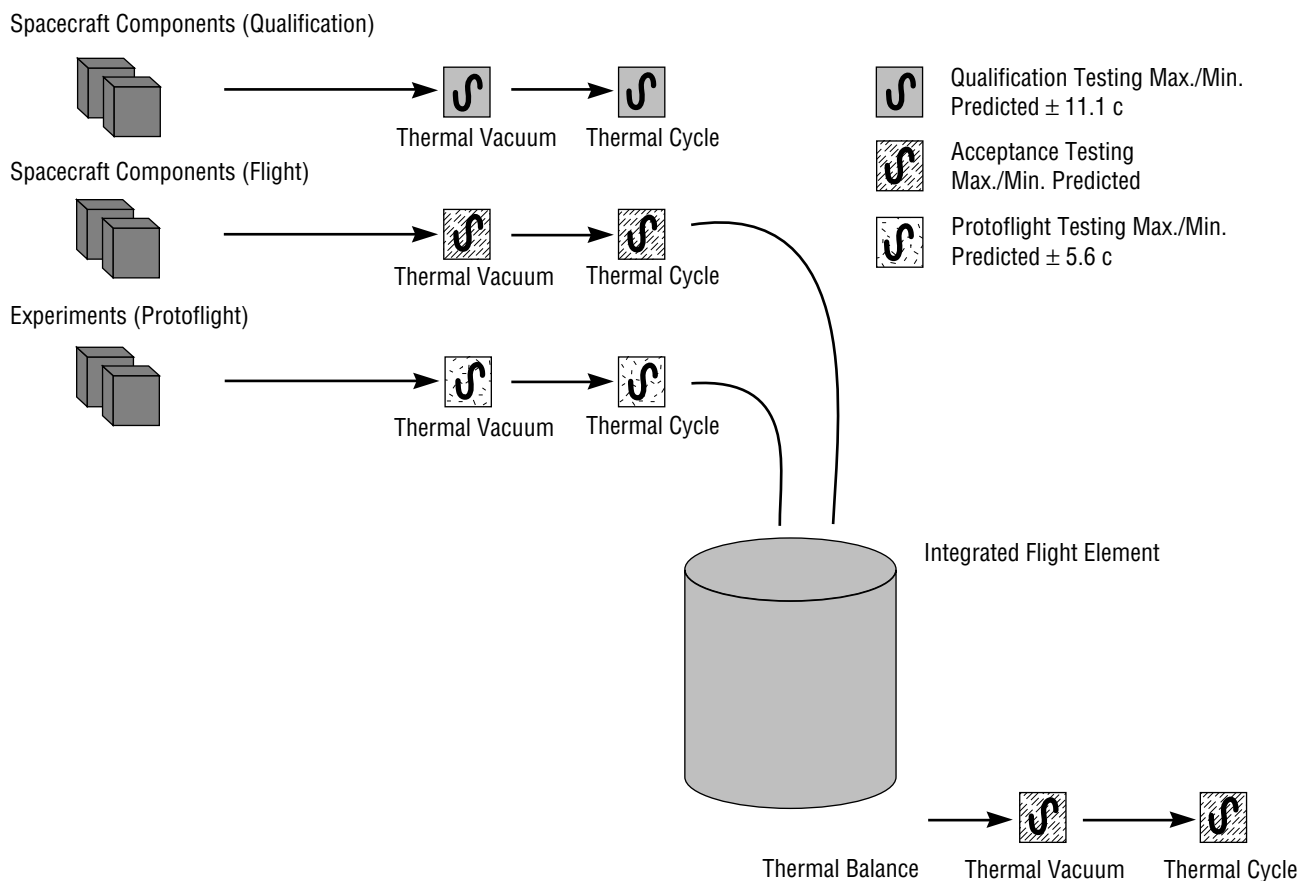 Spacecraft Components (Qualification)
Thermal Vacuum
Thermal Cycle
Qualification Testing Max./Min.
Predicted ± 11.1 c
Acceptance Testing
Max./Min. Predicted
Protoflight Testing Max./Min.
Predicted ± 5.6 c
Spacecraft Components (Flight)
Thermal Vacuum
Thermal Cycle
Experiments (Protoflight)
Thermal Vacuum
Thermal Cycle
Integrated Flight Element
Thermal Balance
Thermal Vacuum
Thermal Cycle